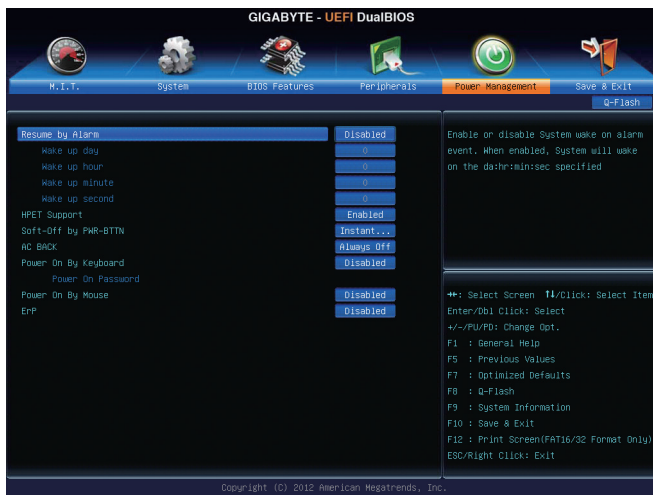 GIGABYTE - UEFI DualBIOS
M.I.T. System BIOS Features Peripherals Power Management Save & Exit
Q-Flash
Resume by Alarm Disabled
Wake up day 0
Wake up hour 0
Wake up minute 0
Wake up second 0
HPET Support Enabled
Soft-Off by PWR-BTTN Instant...
AC BACK Always Off
Power On By Keyboard Disabled
Power On Password
Power On By Mouse Disabled
ErP Disabled
Enable or disable System wake on alarm
event. When enabled, System will wake
on the da:hr:min:sec specified
→←: Select Screen ↑↓/Click: Select Item
Enter/Dbl Click: Select
+/-/PU/PD: Change Opt.
F1 : General Help
F5 : Previous Values
F7 : Optimized Defaults
F8 : Q-Flash
F9 : System Information
F10 : Save & Exit
F12 : Print Screen(FAT16/32 Format Only)
ESC/Right Click: Exit
Copyright (C) 2012 American Megatrends, Inc.